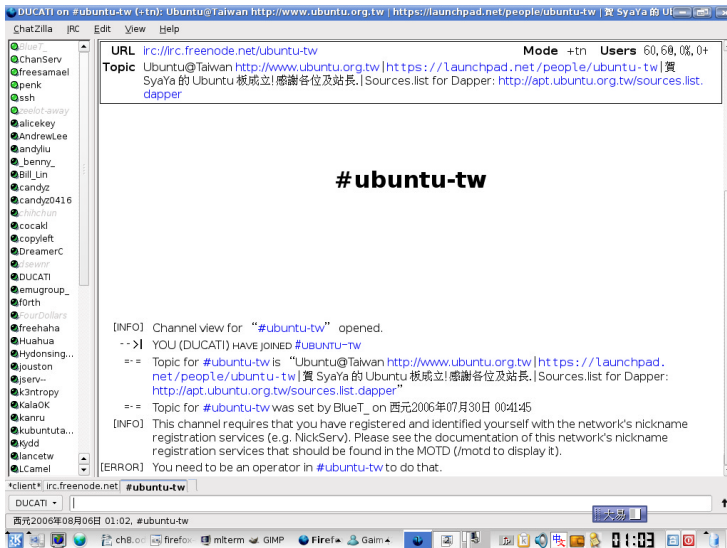 DUCATI on #ubuntu-tw (+tn): Ubuntu@Taiwan http://www.ubuntu.org.tw | https://launchpad.net/people/ubuntu-tw | 賀 SyaYa 的
ChatZilla IRC Edit View Help
BlueT_
ChanServ
freesamael
penk
ssh
zeelot-away
alicekey
AndrewLee
andyliu
_benny_
Bill_Lin
candyz
candyz0416
chihchun
cocakl
copyleft
DreamerC
dsewnr
DUCATI
emugroup_
f0rth
FourDollars
freehaha
Huahua
Hydonsing...
jouston
jserv--
k3ntropy
KalaOK
kanru
kubuntuta...
Kydd
lancetw
LCamel
URL irc://irc.freenode.net/ubuntu-tw Mode +tn Users 60, 6@, 0%, 0+
Topic Ubuntu@Taiwan http://www.ubuntu.org.tw|https://launchpad.net/people/ubuntu-tw|賀
SyaYa 的 Ubuntu 板成立!感謝各位及站長.|Sources.list for Dapper: http://apt.ubuntu.org.tw/sources.list.
dapper
#ubuntu-tw
[INFO] Channel view for “#ubuntu-tw” opened.
-->| YOU (DUCATI) HAVE JOINED #UBUNTU-TW
=-= Topic for #ubuntu-tw is “Ubuntu@Taiwan http://www.ubuntu.org.tw|https://launchpad.
net/people/ubuntu-tw|賀 SyaYa 的 Ubuntu 板成立!感謝各位及站長.|Sources.list for Dapper:
http://apt.ubuntu.org.tw/sources.list.dapper”
=-= Topic for #ubuntu-tw was set by BlueT_ on 西元2006年07月30日 00:41:45
[INFO] This channel requires that you have registered and identified yourself with the network's nickname
registration services (e.g. NickServ). Please see the documentation of this network's nickname
registration services that should be found in the MOTD (/motd to display it).
[ERROR] You need to be an operator in #ubuntu-tw to do that.
*client* irc.freenode.net #ubuntu-tw
DUCATI
大易
西元2006年08月06日 01:02, #ubuntu-tw
ch8.od firefox mlterm GIMP Firef Gaim 01:03